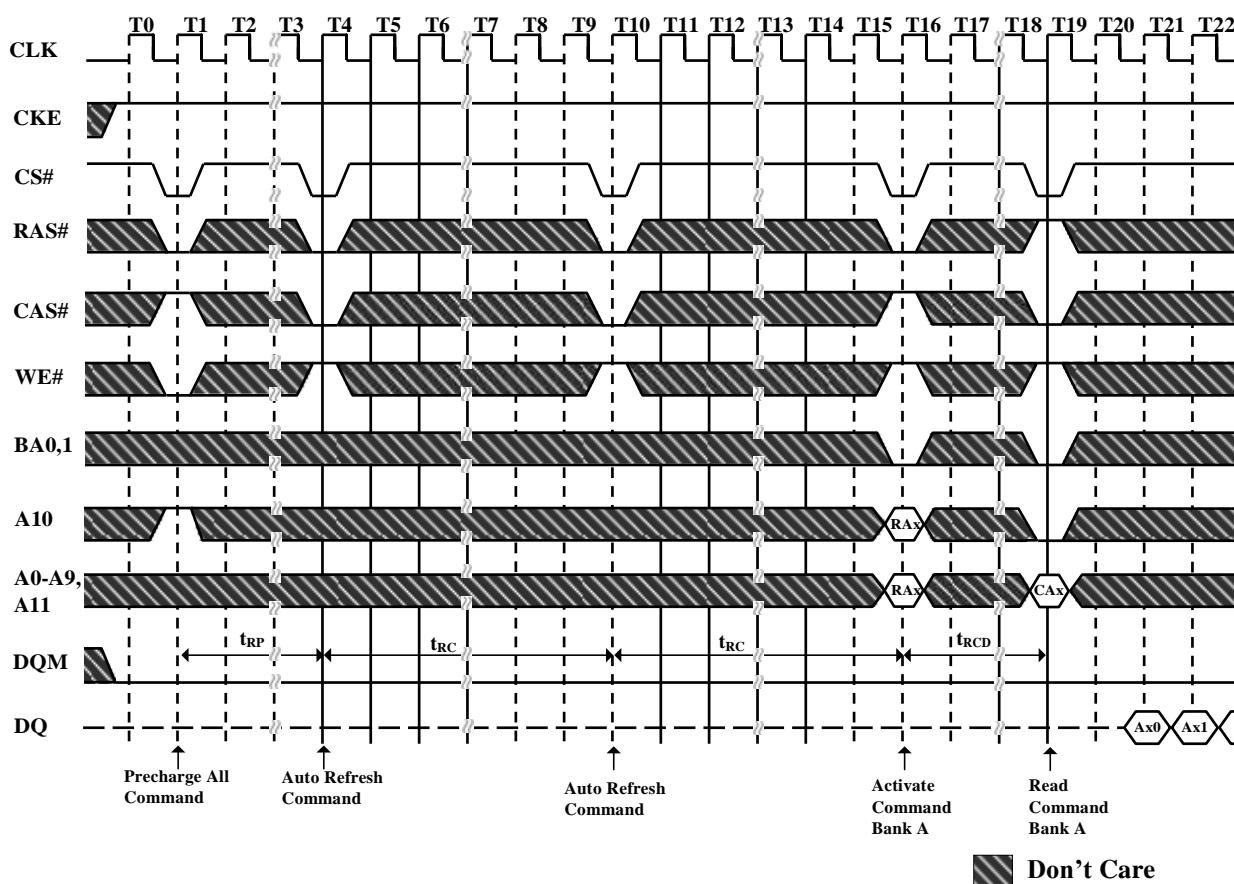 T0 T1 T2 T3 T4 T5 T6 T7 T8 T9 T10 T11 T12 T13 T14 T15 T16 T17 T18 T19 T20 T21 T22
CLK
CKE
CS#
RAS#
CAS#
WE#
BA0,1
A10
RAx
A0-A9,
A11
RAx CAx
tRP tRC tRC tRCD
DQM
DQ
Ax0 Ax1
Precharge All
Command
Auto Refresh
Command
Auto Refresh
Command
Activate
Command
Bank A
Read
Command
Bank A
Don't Care